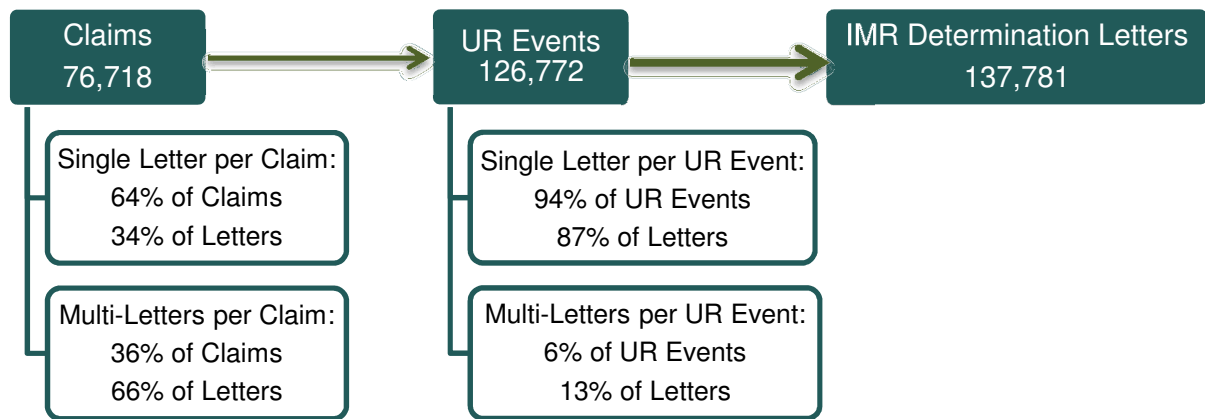 Claims
76,718
UR Events
126,772
IMR Determination Letters
137,781
Single Letter per Claim:
64% of Claims
34% of Letters
Single Letter per UR Event:
94% of UR Events
87% of Letters
Multi-Letters per Claim:
36% of Claims
66% of Letters
Multi-Letters per UR Event:
6% of UR Events
13% of Letters